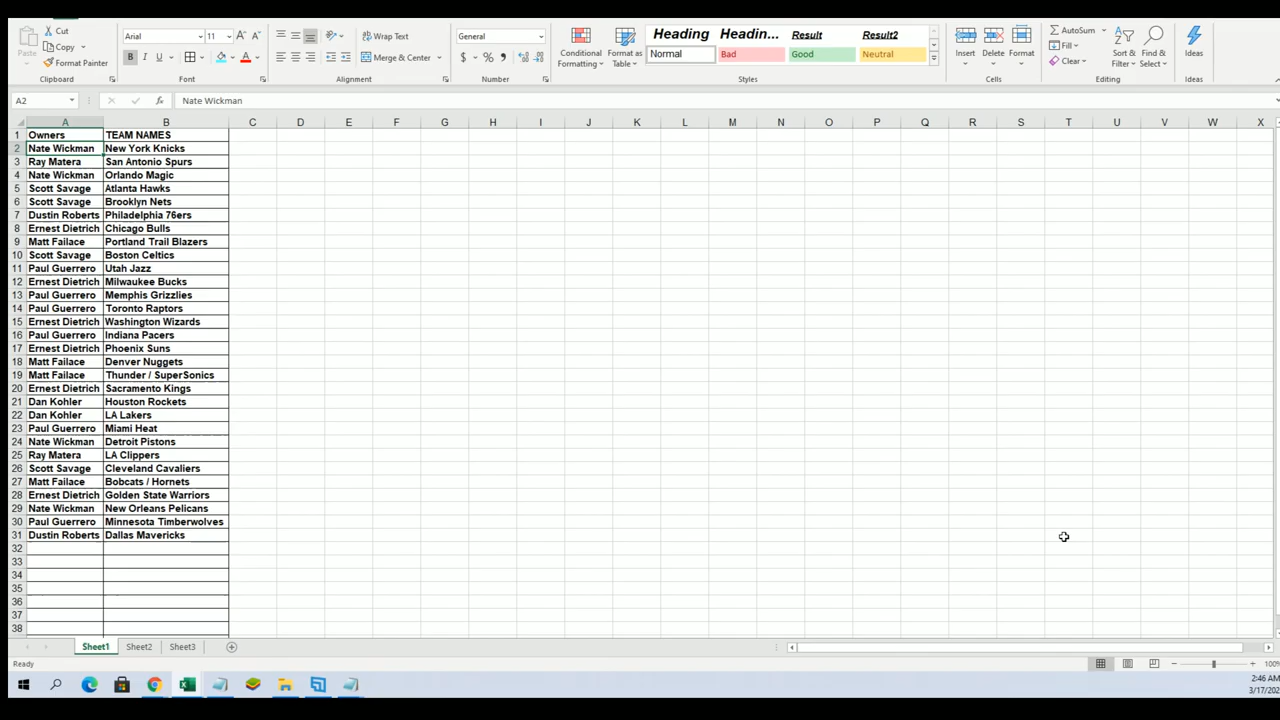 Cut
Copy
Format Painter
Paste
Clipboard
Arial 11
B I U
Font
Wrap Text
Merge & Center
Alignment
General
$ % ,
Number
Conditional Formatting
Format as Table
Heading Headin... Result Result2
Normal Bad Good Neutral
Styles
Insert Delete Format
Cells
AutoSum
Fill
Clear
Sort & Filter
Find & Select
Editing
Ideas
Ideas
A2 fx Nate Wickman
A B C D E F G H I J K L M N O P Q R S T U V W X
1 Owners TEAM NAMES
2 Nate Wickman New York Knicks
3 Ray Matera San Antonio Spurs
4 Nate Wickman Orlando Magic
5 Scott Savage Atlanta Hawks
6 Scott Savage Brooklyn Nets
7 Dustin Roberts Philadelphia 76ers
8 Ernest Dietrich Chicago Bulls
9 Matt Failace Portland Trail Blazers
10 Scott Savage Boston Celtics
11 Paul Guerrero Utah Jazz
12 Ernest Dietrich Milwaukee Bucks
13 Paul Guerrero Memphis Grizzlies
14 Paul Guerrero Toronto Raptors
15 Ernest Dietrich Washington Wizards
16 Paul Guerrero Indiana Pacers
17 Ernest Dietrich Phoenix Suns
18 Matt Failace Denver Nuggets
19 Matt Failace Thunder / SuperSonics
20 Ernest Dietrich Sacramento Kings
21 Dan Kohler Houston Rockets
22 Dan Kohler LA Lakers
23 Paul Guerrero Miami Heat
24 Nate Wickman Detroit Pistons
25 Ray Matera LA Clippers
26 Scott Savage Cleveland Cavaliers
27 Matt Failace Bobcats / Hornets
28 Ernest Dietrich Golden State Warriors
29 Nate Wickman New Orleans Pelicans
30 Paul Guerrero Minnesota Timberwolves
31 Dustin Roberts Dallas Mavericks
32
33
34
35
36
37
38
Sheet1 Sheet2 Sheet3
Ready
100%
2:46 AM
3/17/202